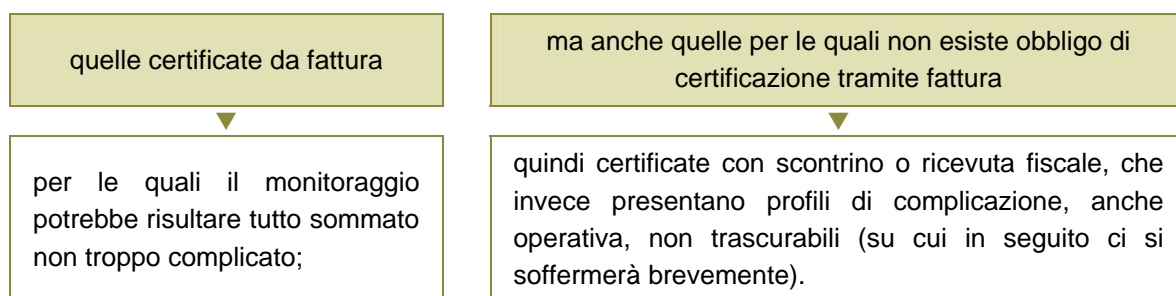 quelle certificate da fattura
per le quali il monitoraggio
potrebbe risultare tutto sommato
non troppo complicato;
ma anche quelle per le quali non esiste obbligo di
certificazione tramite fattura
quindi certificate con scontrino o ricevuta fiscale, che
invece presentano profili di complicazione, anche
operativa, non trascurabili (su cui in seguito ci si
soffermerà brevemente).